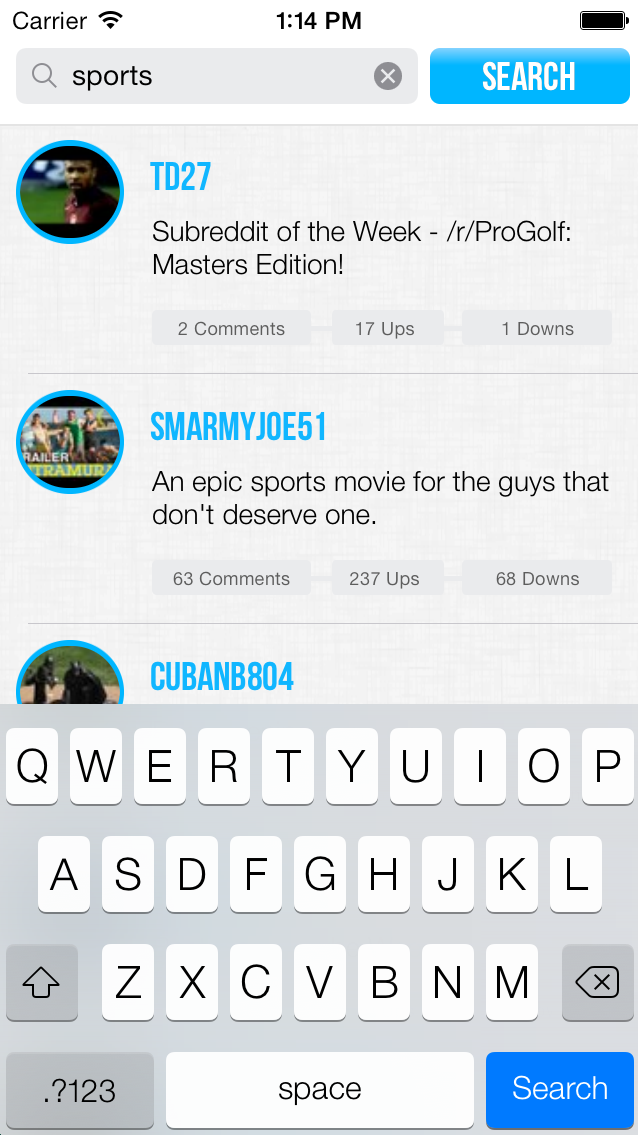 Carrier 1:14 PM
sports SEARCH
TD27
Subreddit of the Week - /r/ProGolf:
Masters Edition!
2 Comments 17 Ups 1 Downs
SMARMYJOE51
RAILER
TRAMURA
An epic sports movie for the guys that
don't deserve one.
63 Comments 237 Ups 68 Downs
CUBANB804
Q W E R T Y U I O P
A S D F G H J K L
Z X C V B N M
.?123 space Search